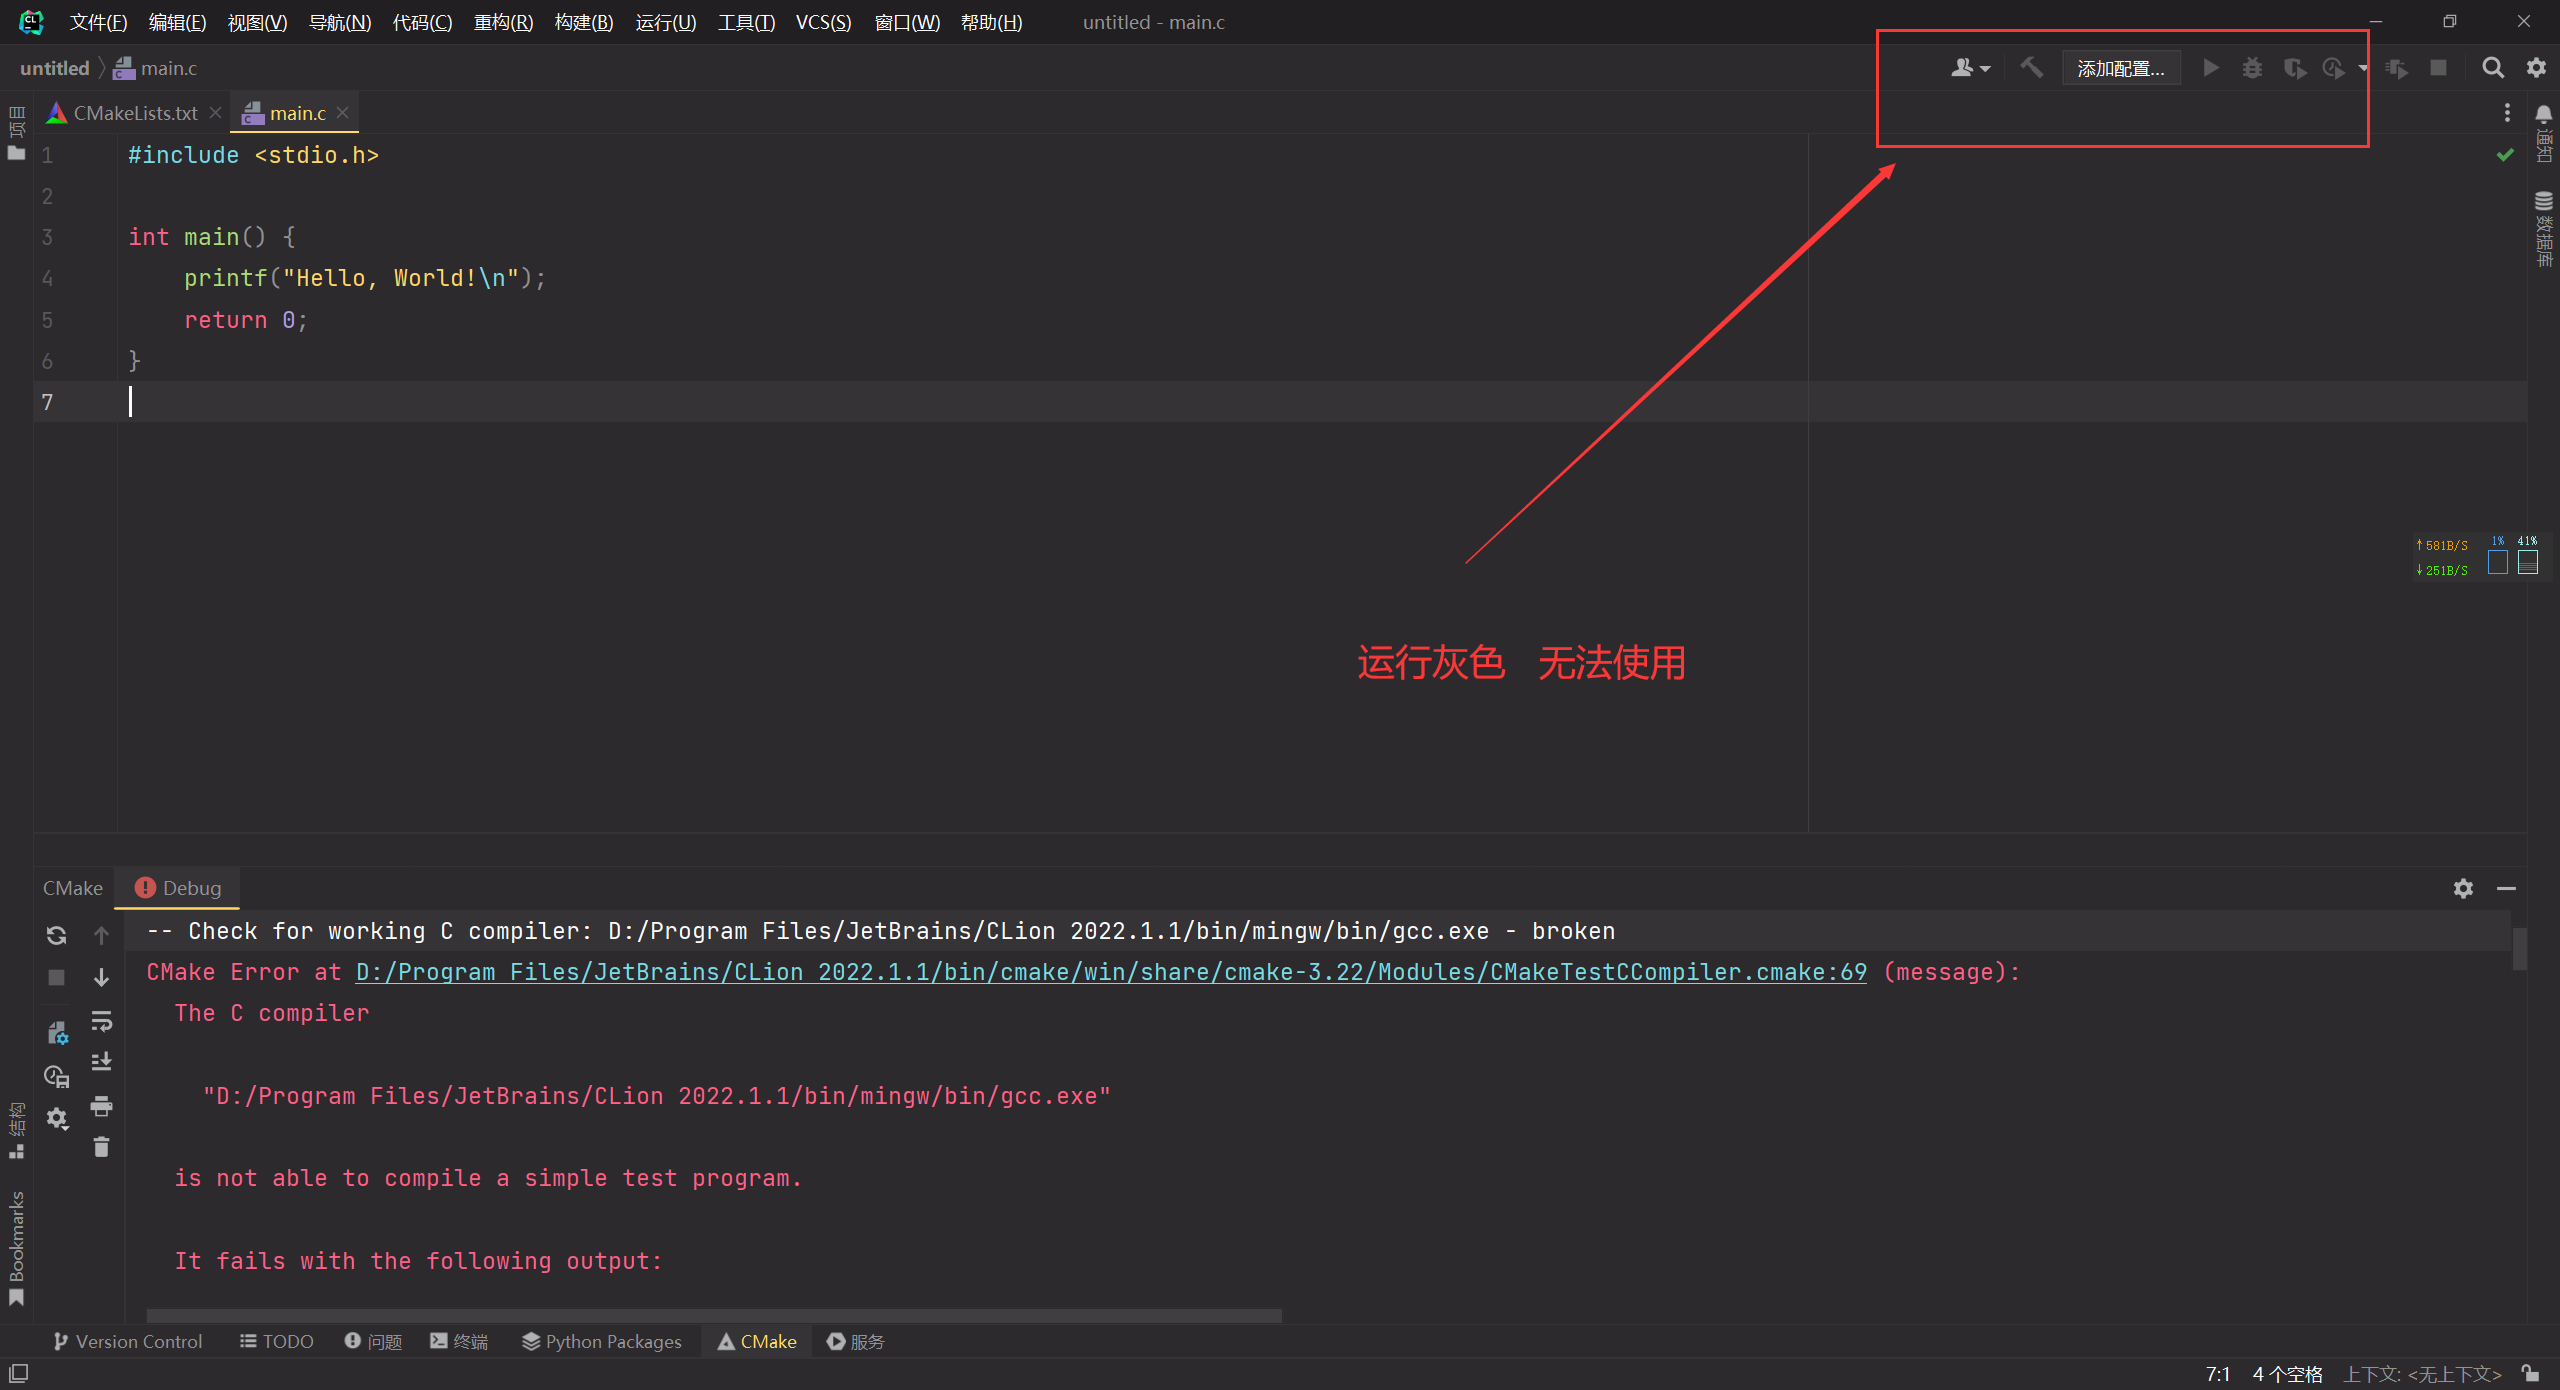 文件(F) 编辑(E) 视图(V) 导航(N) 代码(C) 重构(R) 构建(B) 运行(U) 工具(T) VCS(S) 窗口(W) 帮助(H) untitled - main.c
untitled main.c
添加配置...
CMakeLists.txt main.c
项目
通知
数据库
1 #include <stdio.h>
2
3 int main() {
4 printf("Hello, World!\n");
5 return 0;
6 }
7
↑581B/S 1% 41%
↓251B/S
运行灰色 无法使用
CMake Debug
-- Check for working C compiler: D:/Program Files/JetBrains/CLion 2022.1.1/bin/mingw/bin/gcc.exe - broken
CMake Error at D:/Program Files/JetBrains/CLion 2022.1.1/bin/cmake/win/share/cmake-3.22/Modules/CMakeTestCCompiler.cmake:69 (message):
The C compiler
"D:/Program Files/JetBrains/CLion 2022.1.1/bin/mingw/bin/gcc.exe"
is not able to compile a simple test program.
It fails with the following output:
结构
Bookmarks
Version Control TODO 问题 终端 Python Packages CMake 服务
7:1 4 个空格 上下文: <无上下文>